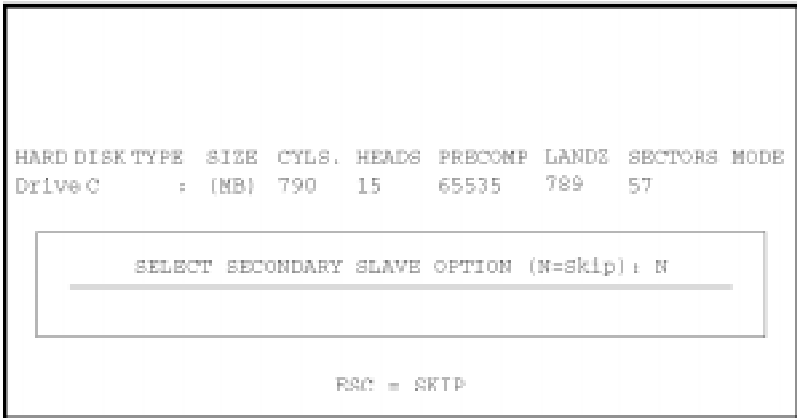 HARD DISK TYPE SIZE CYLS. HEADS PRECOMP LANDZ SECTORS MODE
Drive C : (MB) 790 15 65535 789 57
SELECT SECONDARY SLAVE OPTION (N=Skip): N
ESC = SKIP